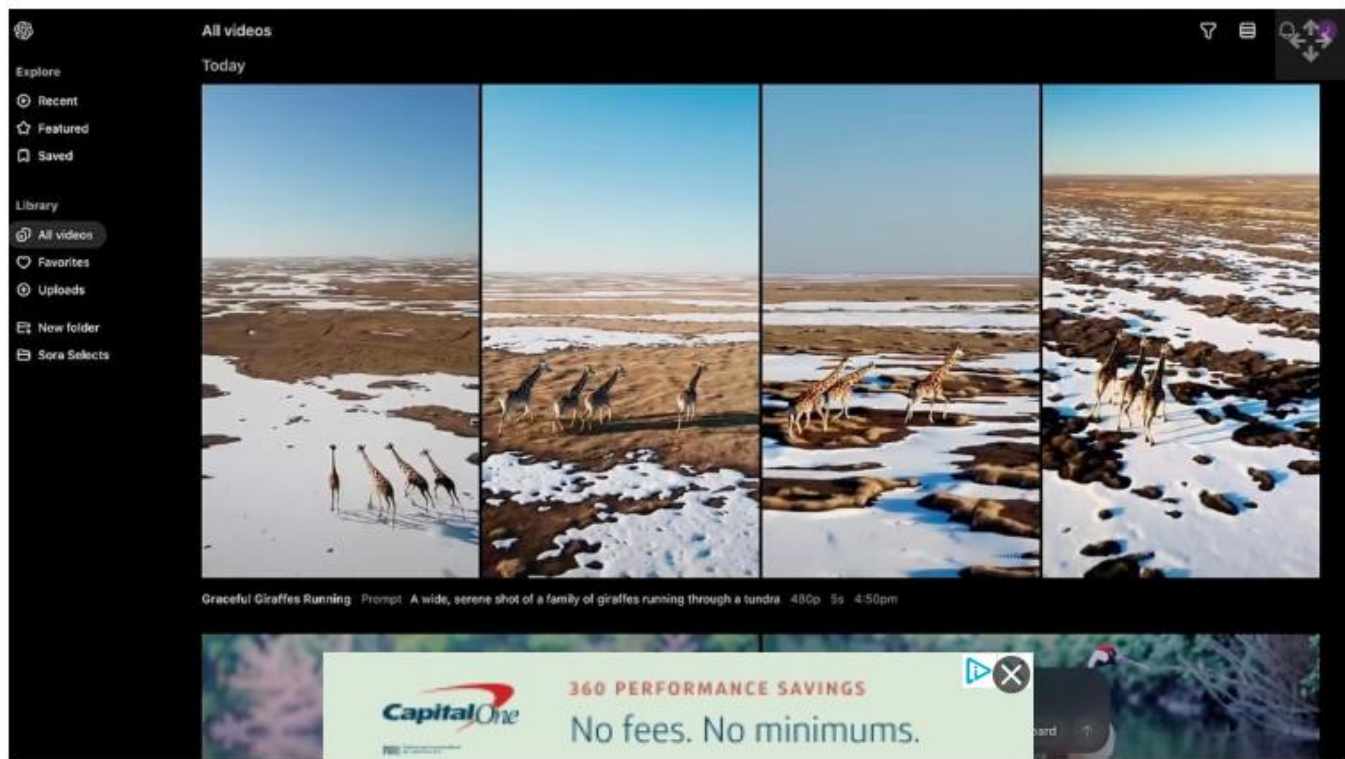 All videos
Explore
Today
Recent
Featured
Saved
Library
All videos
Favorites
Uploads
New folder
Sora Selects
Graceful Giraffes Running Prompt A wide, serene shot of a family of giraffes running through a tundra 480p 5s 4:50pm
360 PERFORMANCE SAVINGS
CapitalOne
No fees. No minimums.